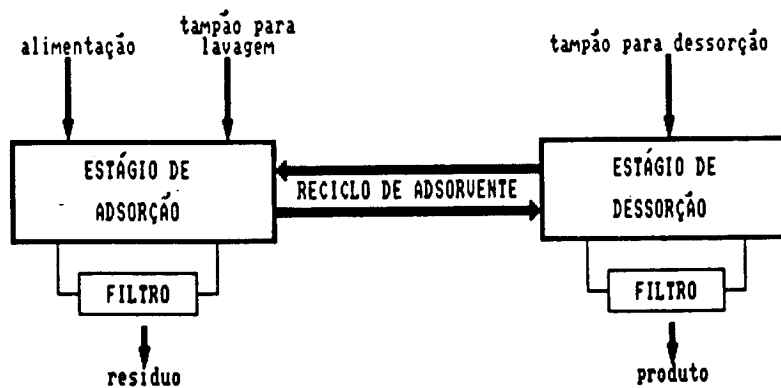 alimentação
tampão para
lavagem
tampão para dessorção
ESTÁGIO DE
ADSORÇÃO
RECICLO DE ADSORVENTE
ESTÁGIO DE
DESSORÇÃO
FILTRO
FILTRO
resíduo
produto